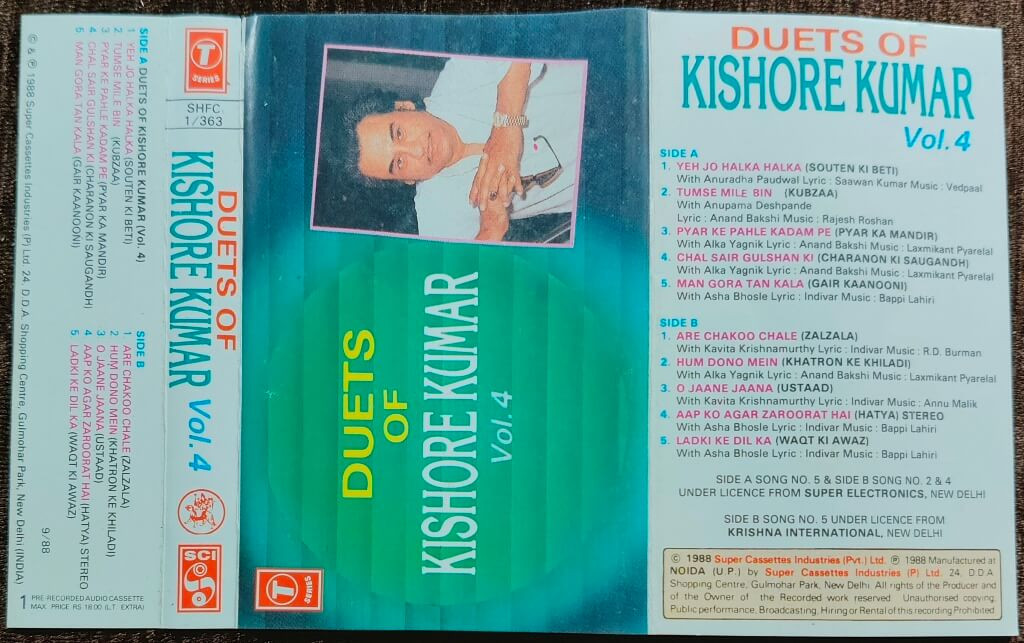 SIDE A DUETS OF KISHORE KUMAR (Vol. 4)
1 YEH JO HALKA HALKA (SOUTEN KI BETI)
2 TUMSE MILE BIN (KUBZAA)
3 PYAR KE PAHLE KADAM PE (PYAR KA MANDIR)
4 CHAL SAIR GULSHAN KI (CHARANON KI SAUGANDH)
5 MAN GORA TAN KALA (GAIR KAANOONI)
SIDE B
1 ARE CHAKOO CHALE (ZALZALA)
2 HUM DONO MEIN (KHATRON KE KHILADI)
3 O JAANE JAANA (USTAAD)
4 AAP KO AGAR ZAROORAT HAI (HATYA) STEREO
5 LADKI KE DIL KA (WAQT KI AWAZ)
9/88
© & ℗ 1988 Super Cassettes Industries (P) Ltd. 24, D.D.A. Shopping Centre, Gulmohar Park, New Delhi (INDIA)
1 PRE-RECORDED AUDIO CASSETTE
MAX. PRICE RS 18.00 (LT. EXTRA)
T
SERIES
SHFC
1/363
DUETS OF
KISHORE KUMAR Vol. 4
SCI
DUETS
OF
KISHORE KUMAR
Vol. 4
T
SERIES
DUETS OF
KISHORE KUMAR
Vol. 4
SIDE A
1. YEH JO HALKA HALKA (SOUTEN KI BETI)
With Anuradha Paudwal Lyric : Saawan Kumar Music : Vedpaal
2. TUMSE MILE BIN (KUBZAA)
With Anupama Deshpande
Lyric : Anand Bakshi Music : Rajesh Roshan
3. PYAR KE PAHLE KADAM PE (PYAR KA MANDIR)
With Alka Yagnik Lyric : Anand Bakshi Music : Laxmikant Pyarelal
4. CHAL SAIR GULSHAN KI (CHARANON KI SAUGANDH)
With Alka Yagnik Lyric : Anand Bakshi Music : Laxmikant Pyarelal
5. MAN GORA TAN KALA (GAIR KAANOONI)
With Asha Bhosle Lyric : Indivar Music : Bappi Lahiri
SIDE B
1. ARE CHAKOO CHALE (ZALZALA)
With Kavita Krishnamurthy Lyric : Indivar Music : R.D. Burman
2. HUM DONO MEIN (KHATRON KE KHILADI)
With Alka Yagnik Lyric : Anand Bakshi Music : Laxmikant Pyarelal
3. O JAANE JAANA (USTAAD)
With Kavita Krishnamurthy Lyric : Indivar Music : Annu Malik
4. AAP KO AGAR ZAROORAT HAI (HATYA) STEREO
With Asha Bhosle Lyric : Indivar Music : Bappi Lahiri
5. LADKI KE DIL KA (WAQT KI AWAZ)
With Asha Bhosle Lyric : Indivar Music : Bappi Lahiri
SIDE A SONG NO. 5 & SIDE B SONG NO. 2 & 4
UNDER LICENCE FROM SUPER ELECTRONICS, NEW DELHI
SIDE B SONG NO. 5 UNDER LICENCE FROM
KRISHNA INTERNATIONAL, NEW DELHI
© 1988 Super Cassettes Industries (Pvt.) Ltd. ℗ 1988 Manufactured at
NOIDA (U.P.) by Super Cassettes Industries (P) Ltd. 24, D.D.A
Shopping Centre, Gulmohar Park, New Delhi. All rights of the Producer and
of the Owner of the Recorded work reserved Unauthorised copying,
Public performance, Broadcasting, Hiring or Rental of this recording Prohibited